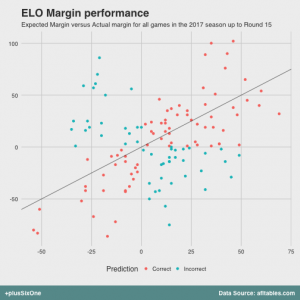 ELO Margin performance
Expected Margin versus Actual margin for all games in the 2017 season up to Round 15
100
50
0
-50
-50
-25
0
25
50
75
Prediction Correct Incorrect
+plusSixOne
Data Source: afltables.com